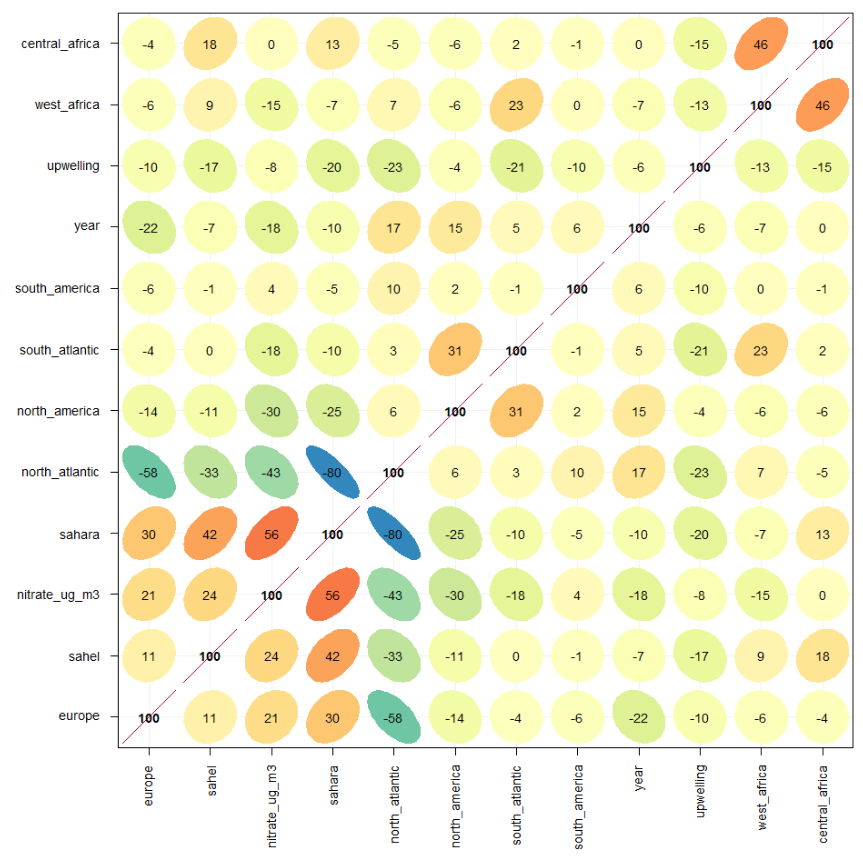 central_africa -4 18 0 13 -5 -6 2 -1 0 -15 46 100
west_africa -6 9 -15 -7 7 -6 23 0 -7 -13 100 46
upwelling -10 -17 -8 -20 -23 -4 -21 -10 -6 100 -13 -15
year -22 -7 -18 -10 17 15 5 6 100 -6 -7 0
south_america -6 -1 4 -5 10 2 -1 100 6 -10 0 -1
south_atlantic -4 0 -18 -10 3 31 100 -1 5 -21 23 2
north_america -14 -11 -30 -25 6 100 31 2 15 -4 -6 -6
north_atlantic -58 -33 -43 -80 100 6 3 10 17 -23 7 -5
sahara 30 42 56 100 -80 -25 -10 -5 -10 -20 -7 13
nitrate_ug_m3 21 24 100 56 -43 -30 -18 4 -18 -8 -15 0
sahel 11 100 24 42 -33 -11 0 -1 -7 -17 9 18
europe 100 11 21 30 -58 -14 -4 -6 -22 -10 -6 -4
europe
sahel
nitrate_ug_m3
sahara
north_atlantic
north_america
south_atlantic
south_america
year
upwelling
west_africa
central_africa